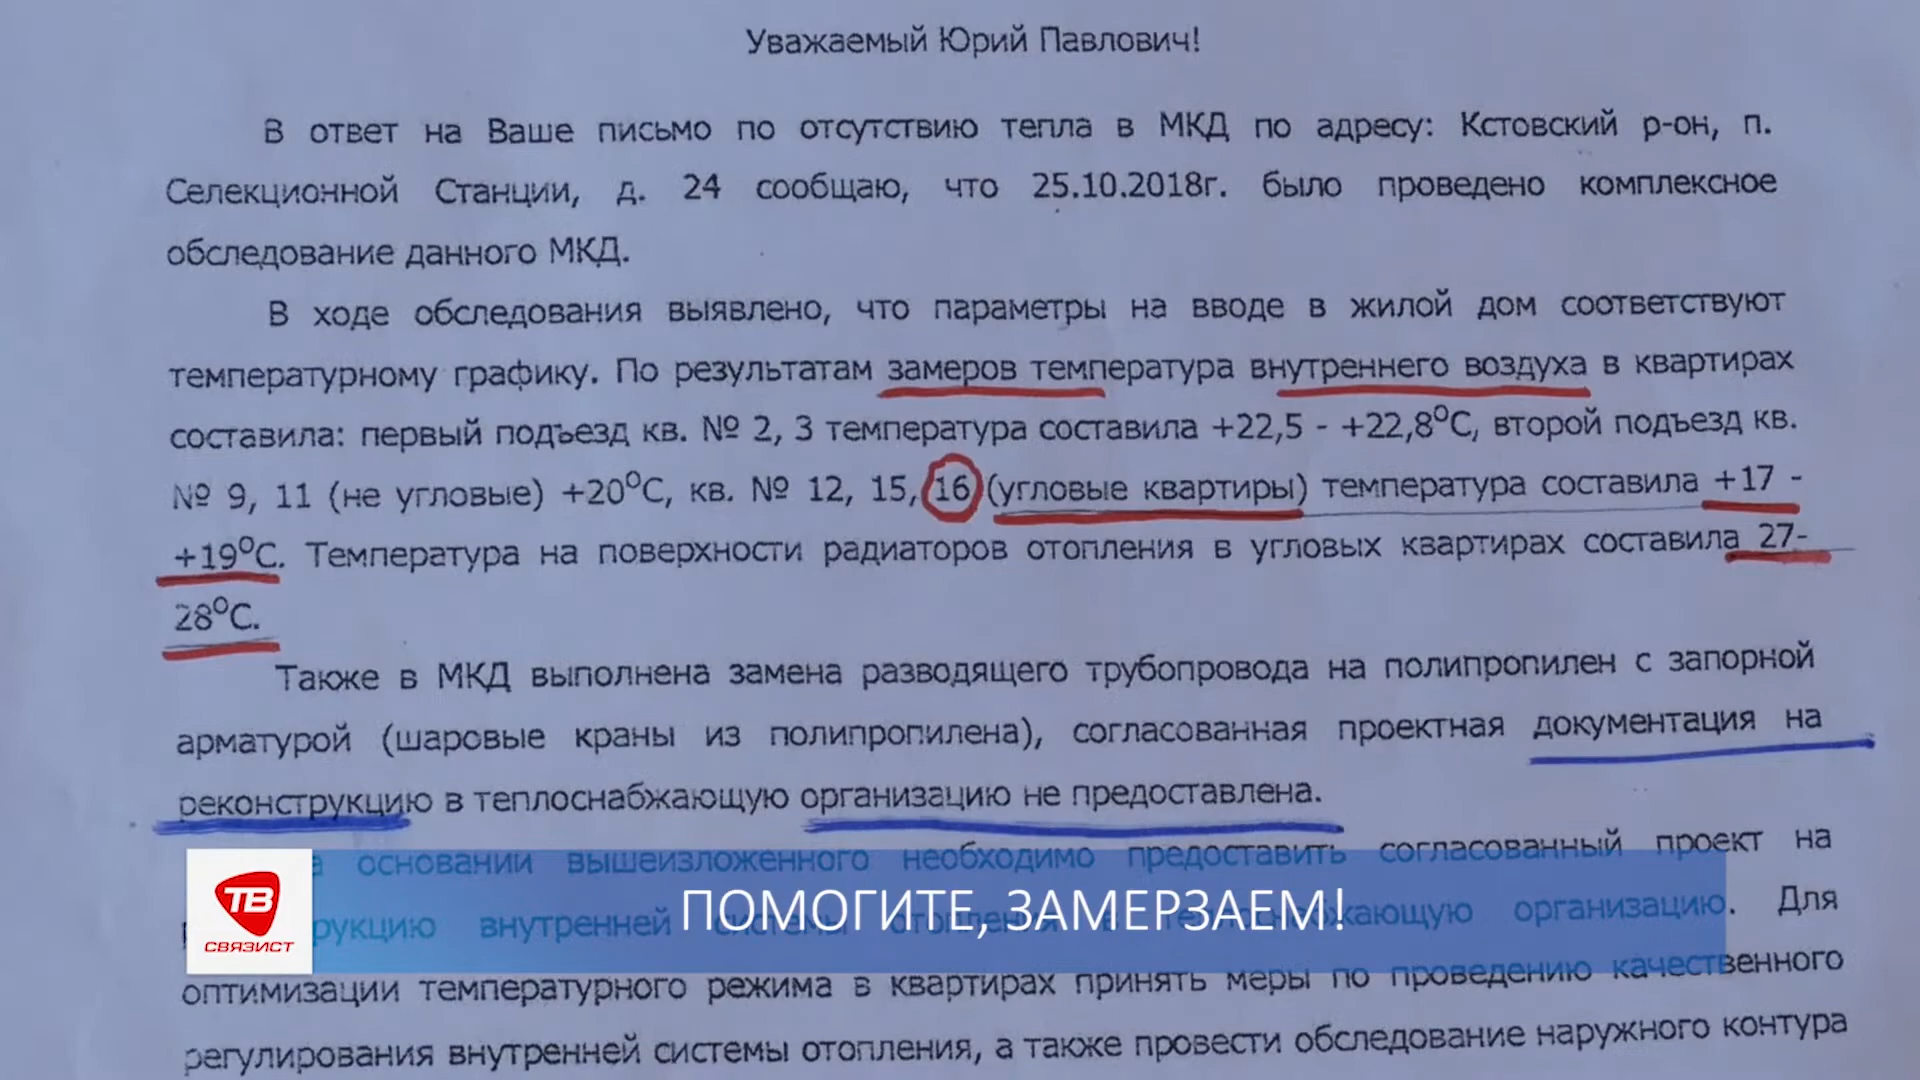 Уважаемый Юрий Павлович!
В ответ на Ваше письмо по отсутствию тепла в МКД по адресу: Кстовский р-он, п.
Селекционной Станции, д. 24 сообщаю, что 25.10.2018г. было проведено комплексное
обследование данного МКД.
В ходе обследования выявлено, что параметры на вводе в жилой дом соответствуют
температурному графику. По результатам замеров температура внутреннего воздуха в квартирах
составила: первый подъезд кв. № 2, 3 температура составила +22,5 - +22,8°С, второй подъезд кв.
№ 9, 11 (не угловые) +20°С, кв. № 12, 15, 16 (угловые квартиры) температура составила +17 -
+19°С. Температура на поверхности радиаторов отопления в угловых квартирах составила 27-
28°С.
Также в МКД выполнена замена разводящего трубопровода на полипропилен с запорной
арматурой (шаровые краны из полипропилена), согласованная проектная документация на
реконструкцию в теплоснабжающую организацию не предоставлена.
основании вышеизложенного необходимо предоставить согласованный проект на
внутренней системы отопления в теплоснабжающую организацию. Для
оптимизации температурного режима в квартирах принять меры по проведению качественного
регулирования внутренней системы отопления, а также провести обследование наружного контура
ТВ
СВЯЗИСТ
ПОМОГИТЕ, ЗАМЕРЗАЕМ!